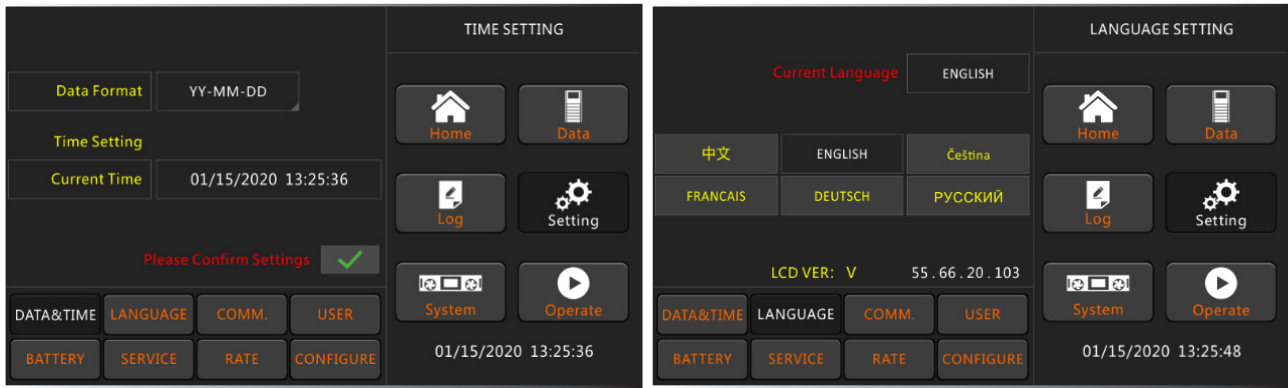 TIME SETTING
Data Format YY-MM-DD
Home Data
Time Setting
Current Time 01/15/2020 13:25:36
Log Setting
Please Confirm Settings
System Operate
DATA&TIME LANGUAGE COMM. USER
BATTERY SERVICE RATE CONFIGURE
01/15/2020 13:25:36
LANGUAGE SETTING
Current Language ENGLISH
Home Data
中文 ENGLISH Čeština
FRANCAIS DEUTSCH РУССКИЙ
Log Setting
LCD VER: V 55.66.20.103
System Operate
DATA&TIME LANGUAGE COMM. USER
BATTERY SERVICE RATE CONFIGURE
01/15/2020 13:25:48